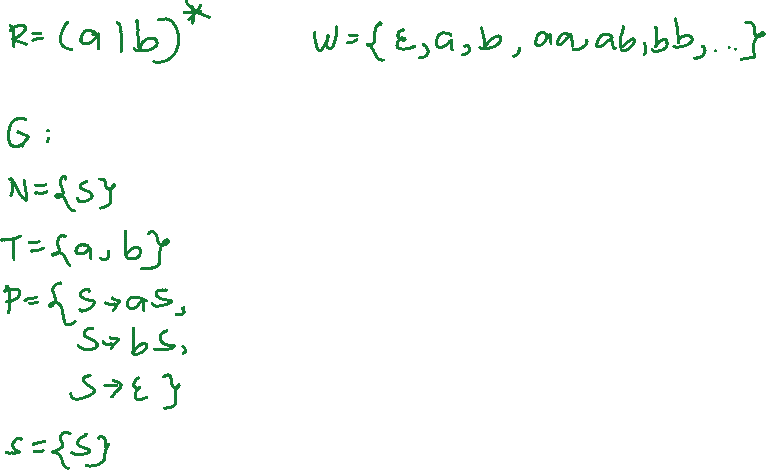 R = (a|b)*
W = {ε, a, b, aa, ab, bb, ...}
G:
N = {S}
T = {a, b}
P = {S → aS,
S → bS,
S → ε}
s = {S}